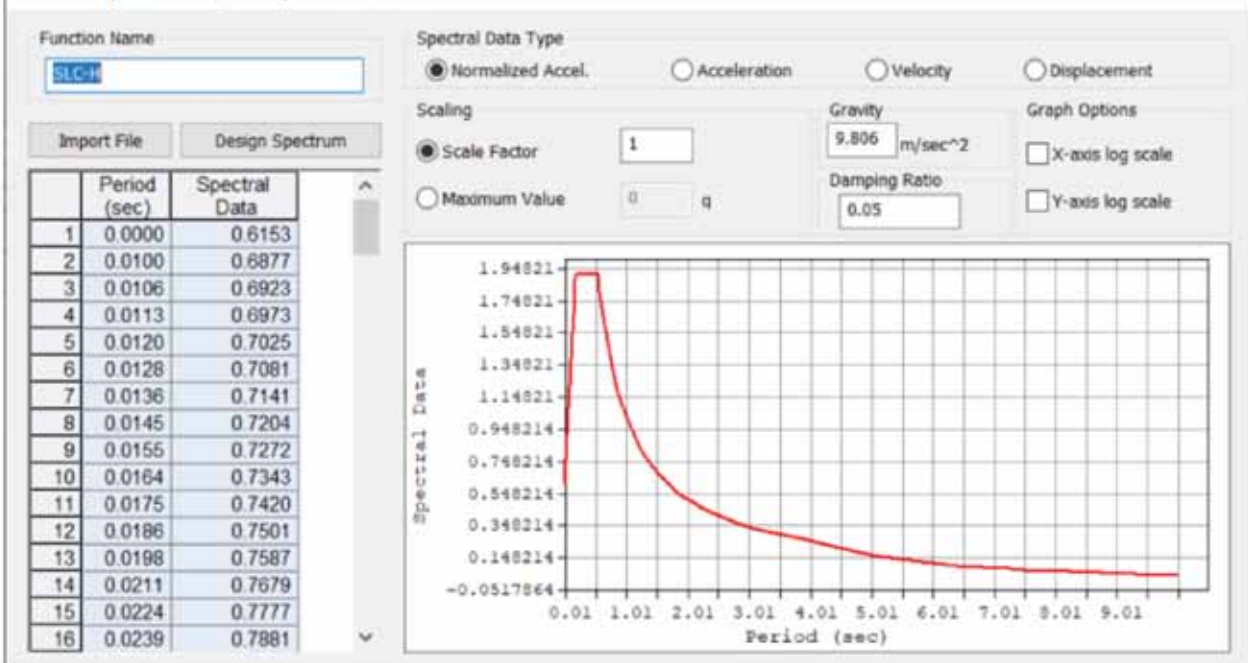 Function Name
SLC-H
Import File
Design Spectrum
Period (sec) Spectral Data
1 0.0000 0.6153
2 0.0100 0.6877
3 0.0106 0.6923
4 0.0113 0.6973
5 0.0120 0.7025
6 0.0128 0.7081
7 0.0136 0.7141
8 0.0145 0.7204
9 0.0155 0.7272
10 0.0164 0.7343
11 0.0175 0.7420
12 0.0186 0.7501
13 0.0198 0.7587
14 0.0211 0.7679
15 0.0224 0.7777
16 0.0239 0.7881
Spectral Data Type
Normalized Accel. Acceleration Velocity Displacement
Scaling
Scale Factor 1
Maximum Value 0 g
Gravity
9.806 m/sec^2
Damping Ratio
0.05
Graph Options
X-axis log scale
Y-axis log scale
Spectral Data
1.94821
1.74821
1.54821
1.34821
1.14821
0.948214
0.748214
0.548214
0.348214
0.148214
-0.0517864
0.01 1.01 2.01 3.01 4.01 5.01 6.01 7.01 8.01 9.01
Period (sec)